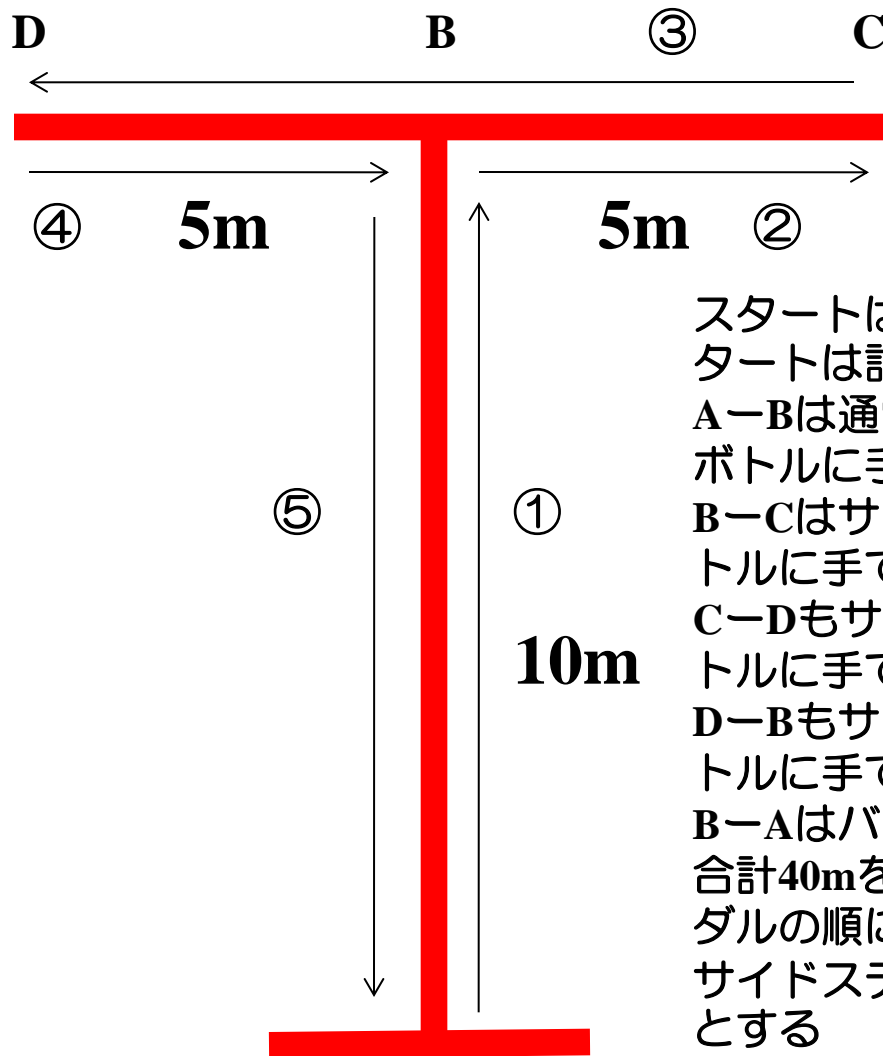 D B ③ C
④ 5m 5m ②
スタートは
タートは
AーBは通
ボトルに
BーCはサ
⑤ ①
トルに手で
CーDもサ
10m
トルに手で
DーBもサ
トルに手で
BーAはバ
合計40mを
ダルの順に
サイドステ
とする